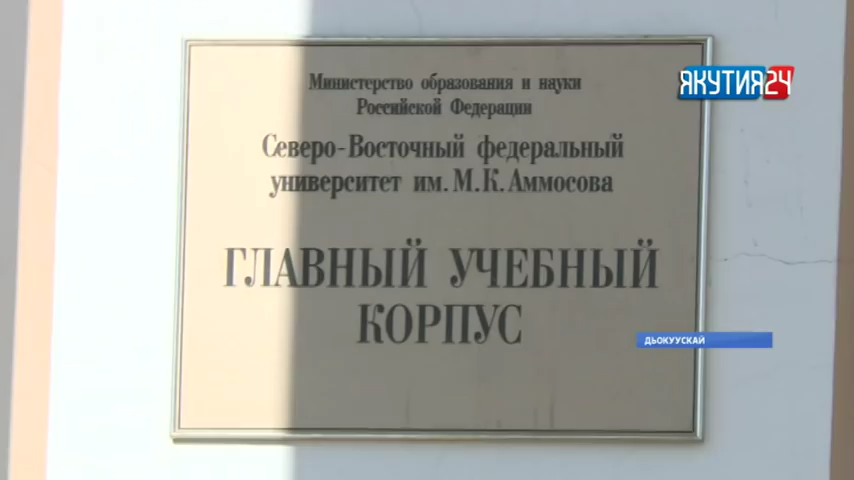 Министерство образования и науки
Российской Федерации
Северо-Восточный федеральный
университет им. М.К. Аммосова
ГЛАВНЫЙ УЧЕБНЫЙ
КОРПУС
ЯКУТИЯ24
ДЬОКУУСКАЙ